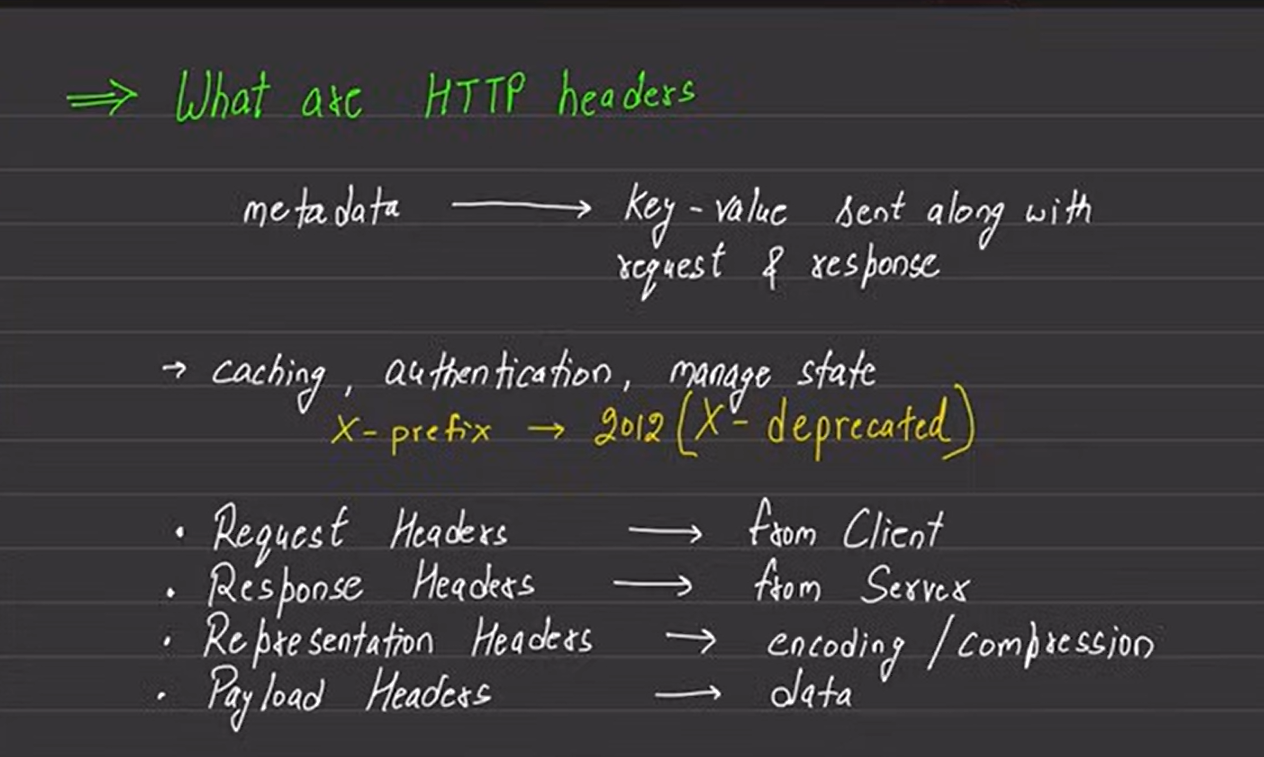 ⇒ What are HTTP headers
metadata → key-value sent along with
request & response
→ caching, authentication, manage state
X-prefix → 2012 (X- deprecated)
• Request Headers → from Client
• Response Headers → from Server
• Representation Headers → encoding / compression
• Payload Headers → data